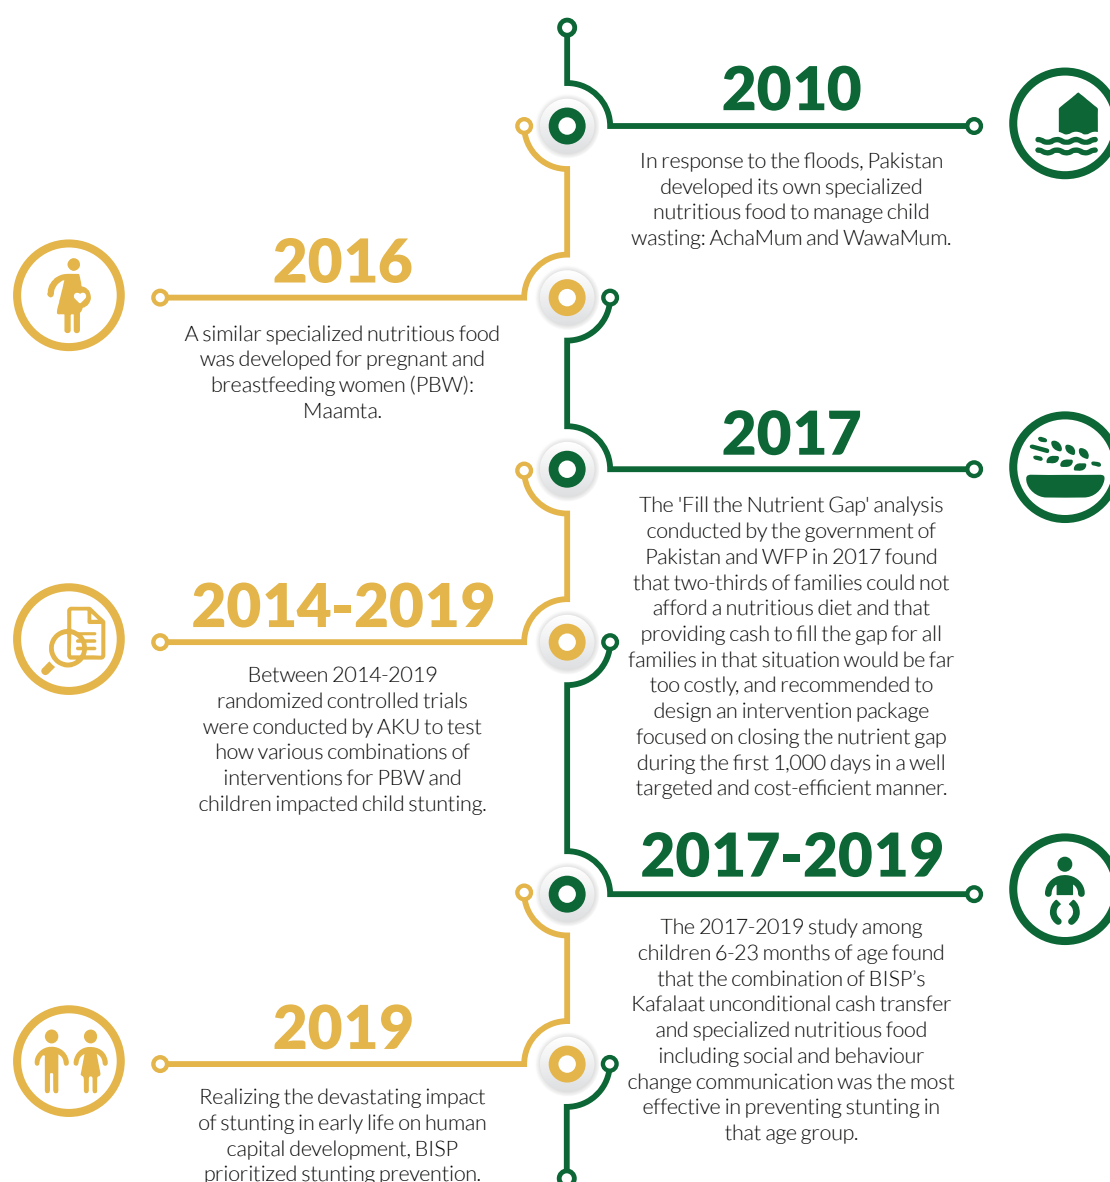 2010
In response to the floods, Pakistan
developed its own specialized
nutritious food to manage child
wasting: AchaMum and WawaMum.
2016
A similar specialized nutritious food
was developed for pregnant and
breastfeeding women (PBW):
Maamta.
2017
The 'Fill the Nutrient Gap' analysis
conducted by the government of
Pakistan and WFP in 2017 found
that two-thirds of families could not
afford a nutritious diet and that
providing cash to fill the gap for all
families in that situation would be far
too costly, and recommended to
design an intervention package
focused on closing the nutrient gap
during the first 1,000 days in a well
targeted and cost-efficient manner.
2014-2019
Between 2014-2019
randomized controlled trials
were conducted by AKU to test
how various combinations of
interventions for PBW and
children impacted child stunting.
2017-2019
The 2017-2019 study among
children 6-23 months of age found
that the combination of BISP’s
Kafalaat unconditional cash transfer
and specialized nutritious food
including social and behaviour
change communication was the most
effective in preventing stunting in
that age group.
2019
Realizing the devastating impact
of stunting in early life on human
capital development, BISP
prioritized stunting prevention.